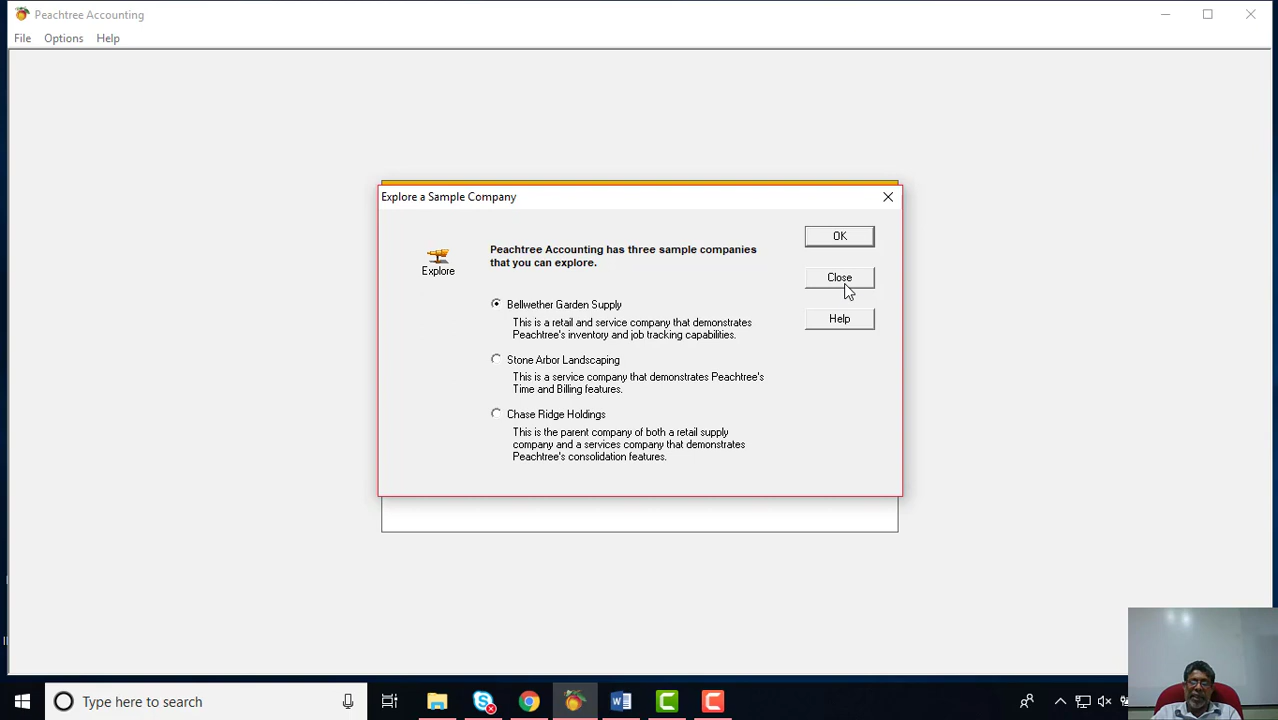 Peachtree Accounting
File Options Help
Explore a Sample Company
OK
Peachtree Accounting has three sample companies
that you can explore.
Explore
Close
Bellwether Garden Supply
Help
This is a retail and service company that demonstrates
Peachtree's inventory and job tracking capabilities.
Stone Arbor Landscaping
This is a service company that demonstrates Peachtree's
Time and Billing features.
Chase Ridge Holdings
This is the parent company of both a retail supply
company and a services company that demonstrates
Peachtree's consolidation features.
Type here to search